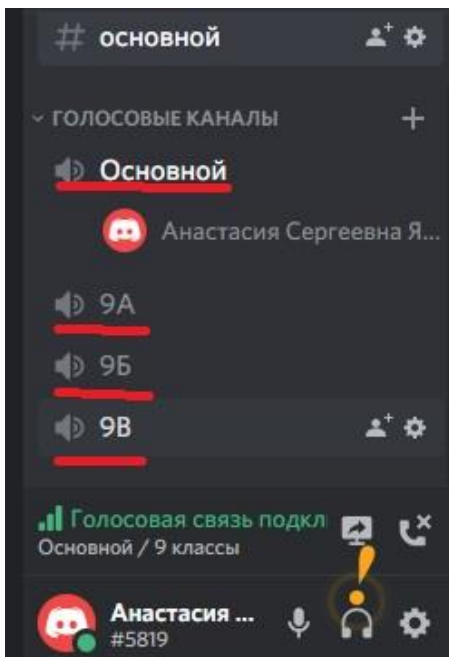 # основной
ГОЛОСОВЫЕ КАНАЛЫ
Основной
Анастасия Сергеевна Я...
9А
9Б
9В
Голосовая связь подкл
Основной / 9 классы
Анастасия ...
#5819